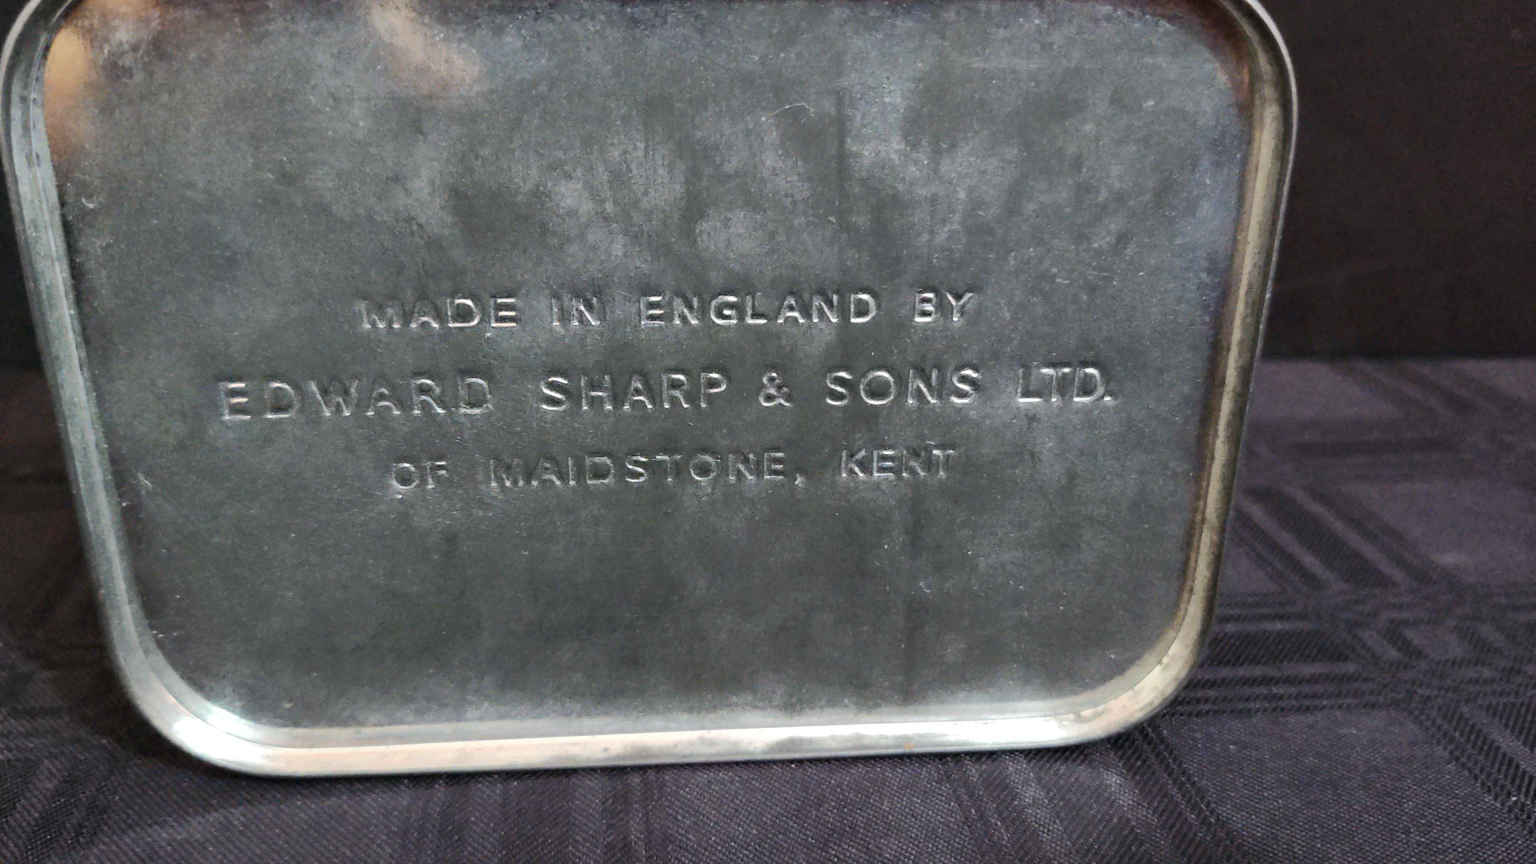 MADE IN ENGLAND BY
EDWARD SHARP & SONS LTD.
OF MAIDSTONE, KENT